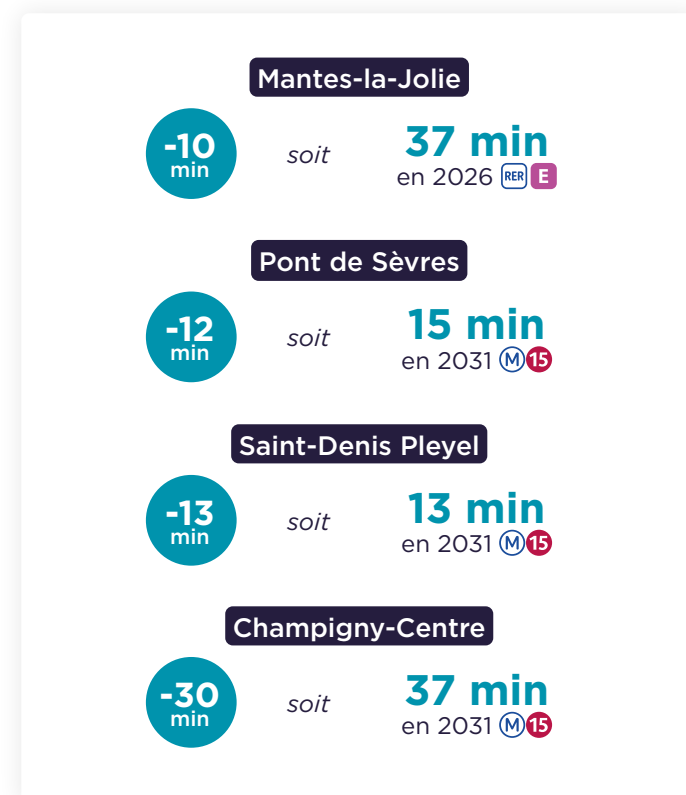 Mantes-la-Jolie
-10
min
soit
37 min
en 2026 RER E
Pont de Sèvres
-12
min
soit
15 min
en 2031 M 15
Saint-Denis Pleyel
-13
min
soit
13 min
en 2031 M 15
Champigny-Centre
-30
min
soit
37 min
en 2031 M 15